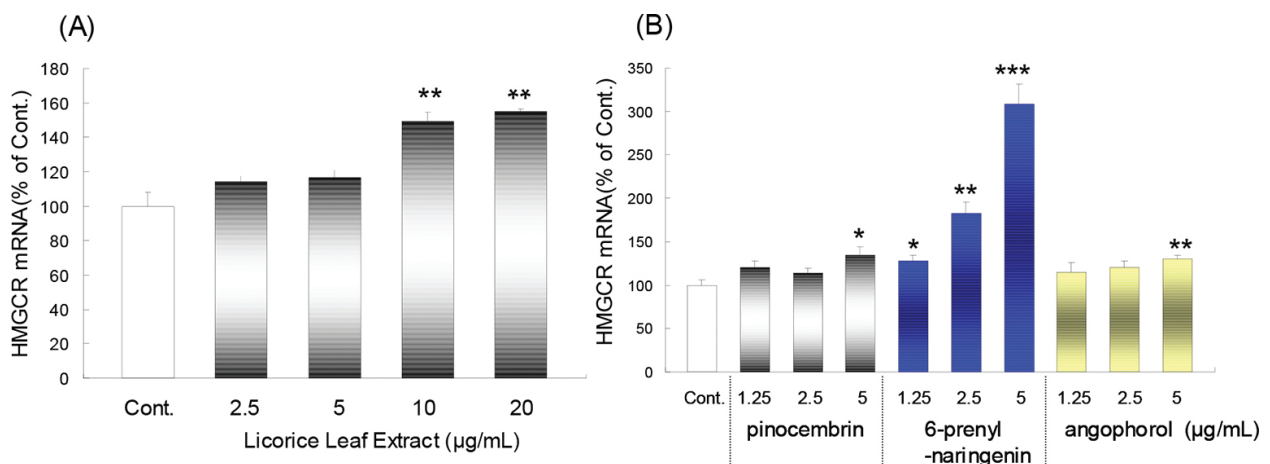 (A)
HMGCR mRNA(% of Cont.)
180
160
140
120
100
80
60
40
20
0
** **
Cont. 2.5 5 10 20
Licorice Leaf Extract (µg/mL)
(B)
HMGCR mRNA(% of Cont.)
350
300
250
200
150
100
50
0
* * ** *** **
Cont. 1.25 2.5 5 1.25 2.5 5 1.25 2.5 5
pinocembrin 6-prenyl angophorol (µg/mL)
-naringenin